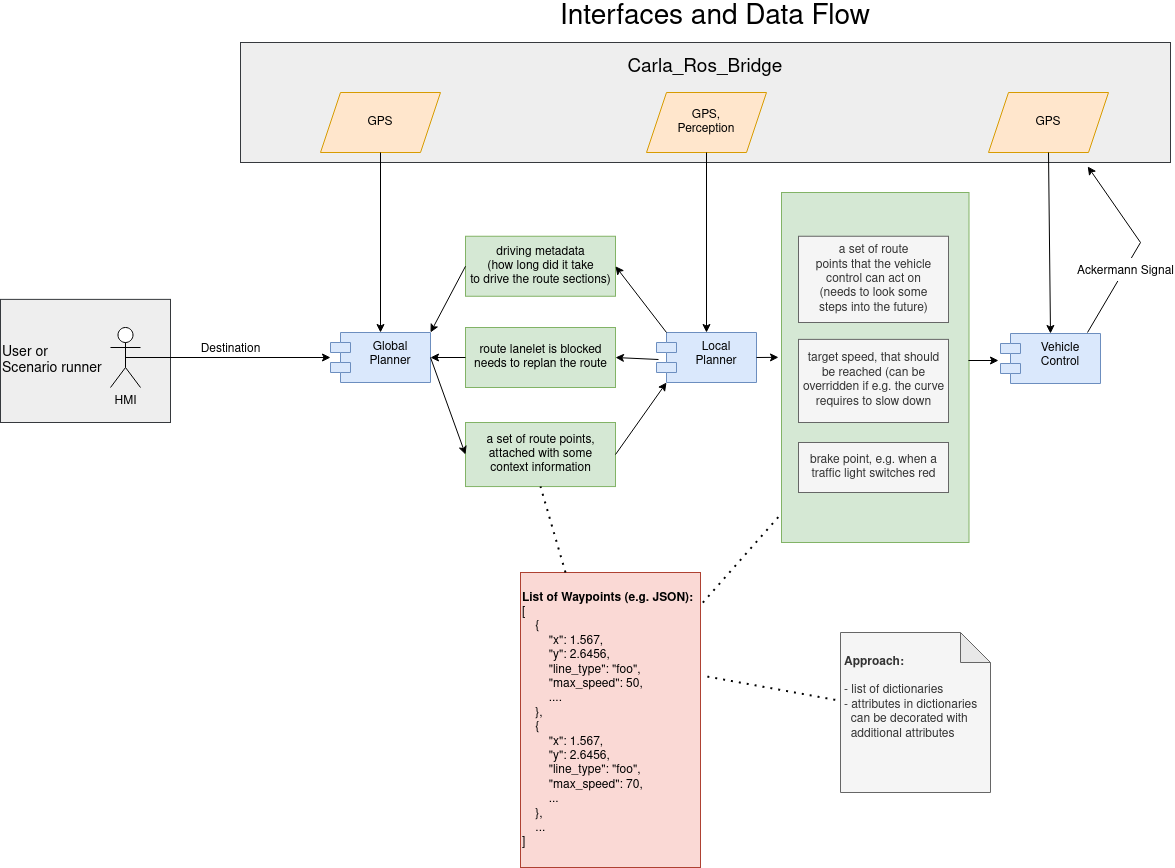 Interfaces and Data Flow
Carla_Ros_Bridge
GPS
GPS,
Perception
GPS
driving metadata
(how long did it take
to drive the route sections)
a set of route
points that the vehicle
control can act on
(needs to look some
steps into the future)
Ackermann Signal
User or
Scenario runner
HMI
Destination
Global
Planner
route lanelet is blocked
needs to replan the route
Local
Planner
target speed, that should
be reached (can be
overridden if e.g. the curve
requires to slow down
Vehicle
Control
a set of route points,
attached with some
context information
brake point, e.g. when a
traffic light switches red
List of Waypoints (e.g. JSON):
[
{
"x": 1.567,
"y": 2.6456,
"line_type": "foo",
"max_speed": 50,
....
},
{
"x": 1.567,
"y": 2.6456,
"line_type": "foo",
"max_speed": 70,
...
},
...
]
Approach:
- list of dictionaries
- attributes in dictionaries
can be decorated with
additional attributes